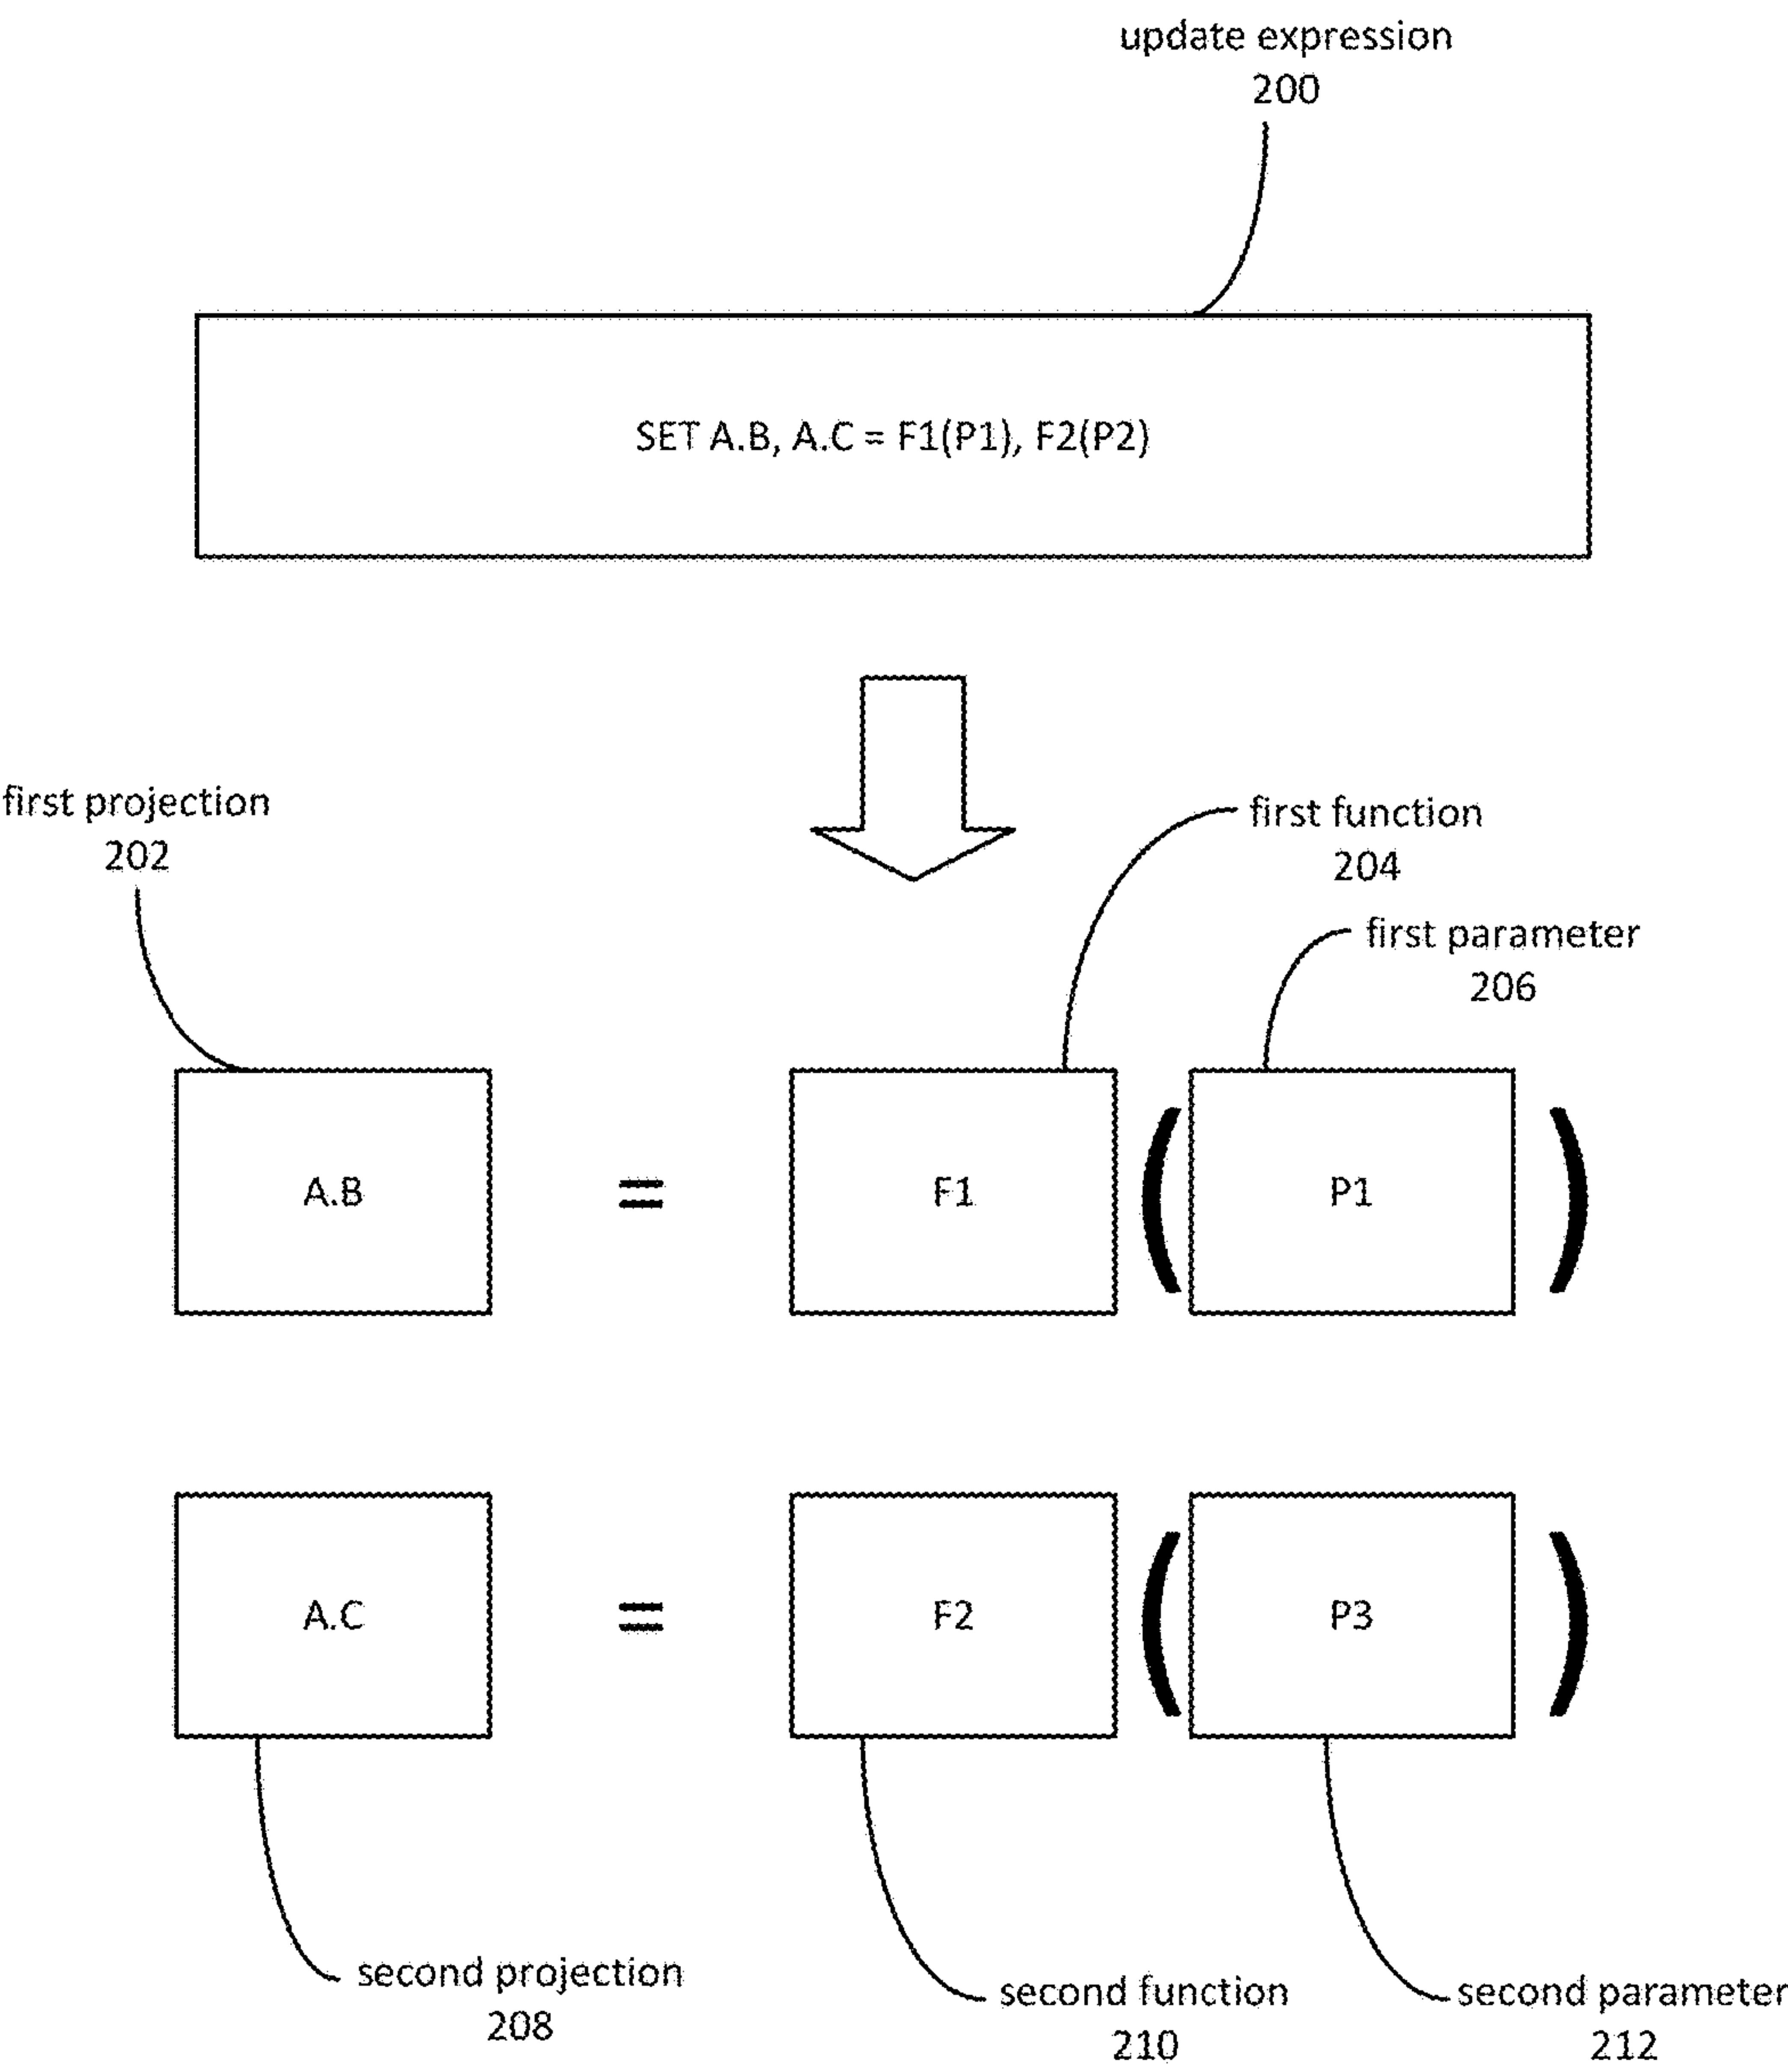 update expression
200
SET A.B, A.C = F1(P1), F2(P2)
first projection
202
first function
204
first parameter
206
A.B = F1 ( P1 )
A.C = F2 ( P3 )
second projection
208
second function
210
second parameter
212